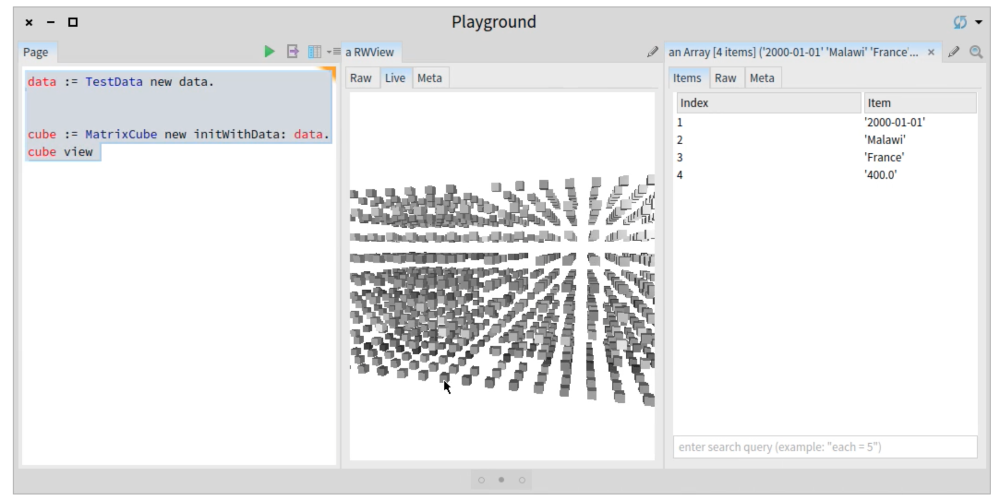 Playground
Page
data := TestData new data.
cube := MatrixCube new initWithData: data.
cube view
a RWView
Raw Live Meta
an Array [4 items] ('2000-01-01' 'Malawi' 'France'...
Items Raw Meta
Index Item
1 '2000-01-01'
2 'Malawi'
3 'France'
4 '400.0'
enter search query (example: "each = 5")